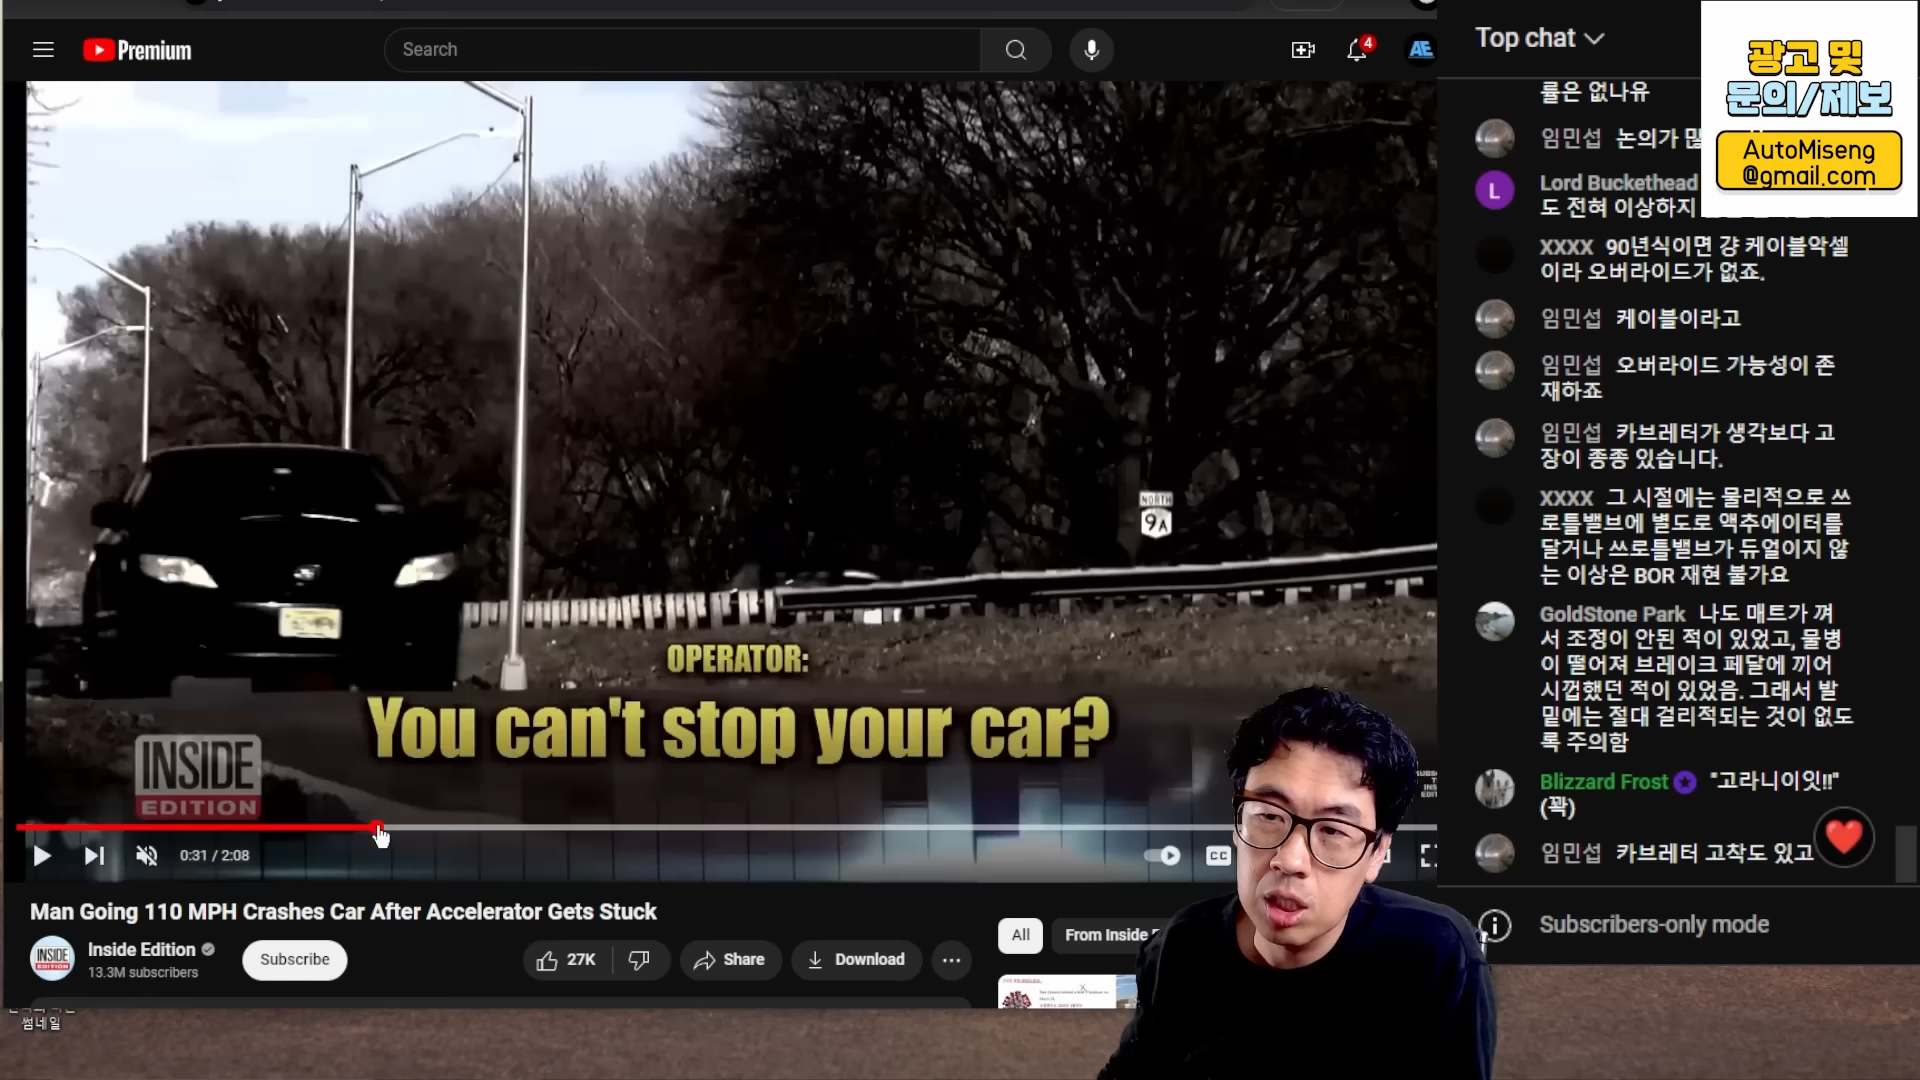 Premium
Search
4
AE
NORTH
9A
OPERATOR:
You can't stop your car?
INSIDE
EDITION
0:31 / 2:08
CC
Man Going 110 MPH Crashes Car After Accelerator Gets Stuck
INSIDE
EDITION
Inside Edition
13.3M subscribers
Subscribe
27K
Share
Download
All
From Inside
썸네일
Top chat
광고 및
문의/제보
AutoMiseng
@gmail.com
률은 없나유
임민섭 논의가
L
Lord Buckethead
도 전혀 이상하지
XXXX 90년식이면 걍 케이블악셀
이라 오버라이드가 없죠.
임민섭 케이블이라고
임민섭 오버라이드 가능성이 존
재하죠
임민섭 카브레터가 생각보다 고
장이 종종 있습니다.
XXXX 그 시절에는 물리적으로 쓰
로틀밸브에 별도로 액추에이터를
달거나 쓰로틀밸브가 듀얼이지 않
는 이상은 BOR 재현 불가요
GoldStone Park 나도 매트가 껴
서 조정이 안된 적이 있었고, 물병
이 떨어져 브레이크 페달에 끼어
시껍했던 적이 있었음. 그래서 발
밑에는 절대 걸리적되는 것이 없도
록 주의함
Blizzard Frost "고라니이잇!!"
(꽉)
임민섭 카브레터 고착도 있고
Subscribers-only mode